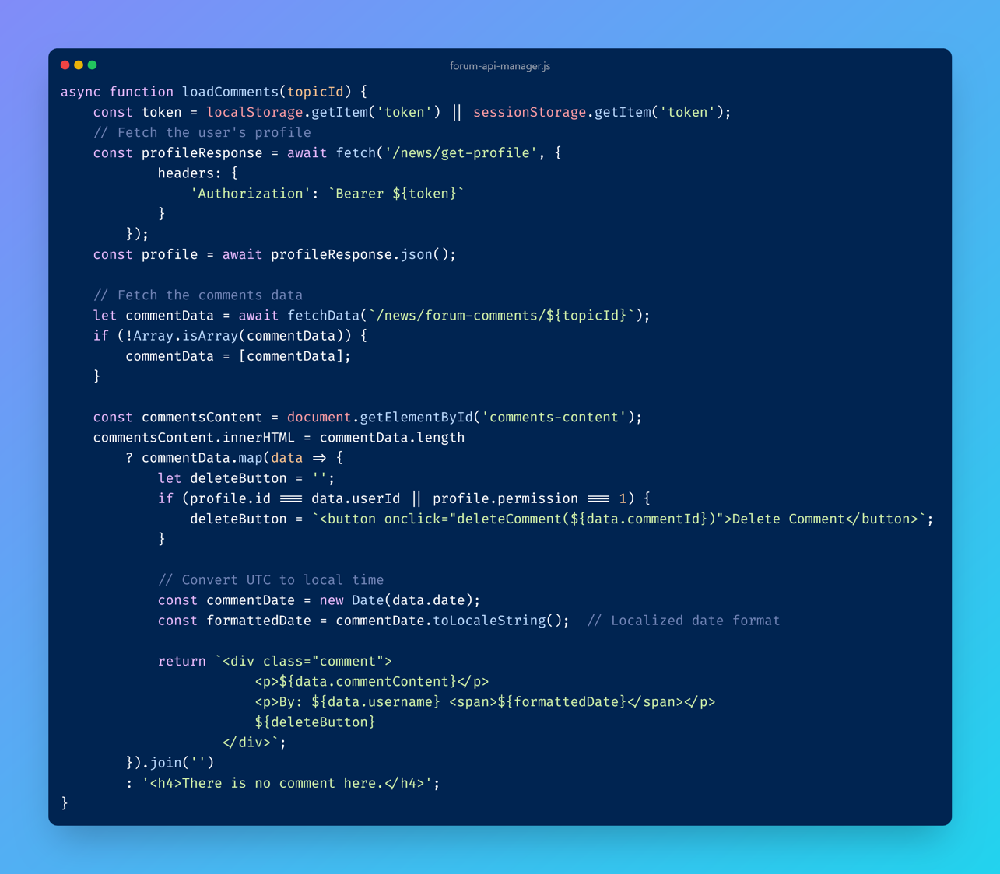 forum-api-manager.js
async function loadComments(topicId) {
    const token = localStorage.getItem('token') || sessionStorage.getItem('token');
    // Fetch the user's profile
    const profileResponse = await fetch('/news/get-profile', {
            headers: {
                'Authorization': `Bearer ${token}`
            }
        });
    const profile = await profileResponse.json();

    // Fetch the comments data
    let commentData = await fetchData(`/news/forum-comments/${topicId}`);
    if (!Array.isArray(commentData)) {
        commentData = [commentData];
    }

    const commentsContent = document.getElementById('comments-content');
    commentsContent.innerHTML = commentData.length
        ? commentData.map(data => {
            let deleteButton = '';
            if (profile.id === data.userId || profile.permission === 1) {
                deleteButton = `<button onclick="deleteComment(${data.commentId})">Delete Comment</button>`;
            }

            // Convert UTC to local time
            const commentDate = new Date(data.date);
            const formattedDate = commentDate.toLocaleString();  // Localized date format

            return `<div class="comment">
                        <p>${data.commentContent}</p>
                        <p>By: ${data.username} <span>${formattedDate}</span></p>
                        ${deleteButton}
                    </div>`;
        }).join('')
        : '<h4>There is no comment here.</h4>';
}